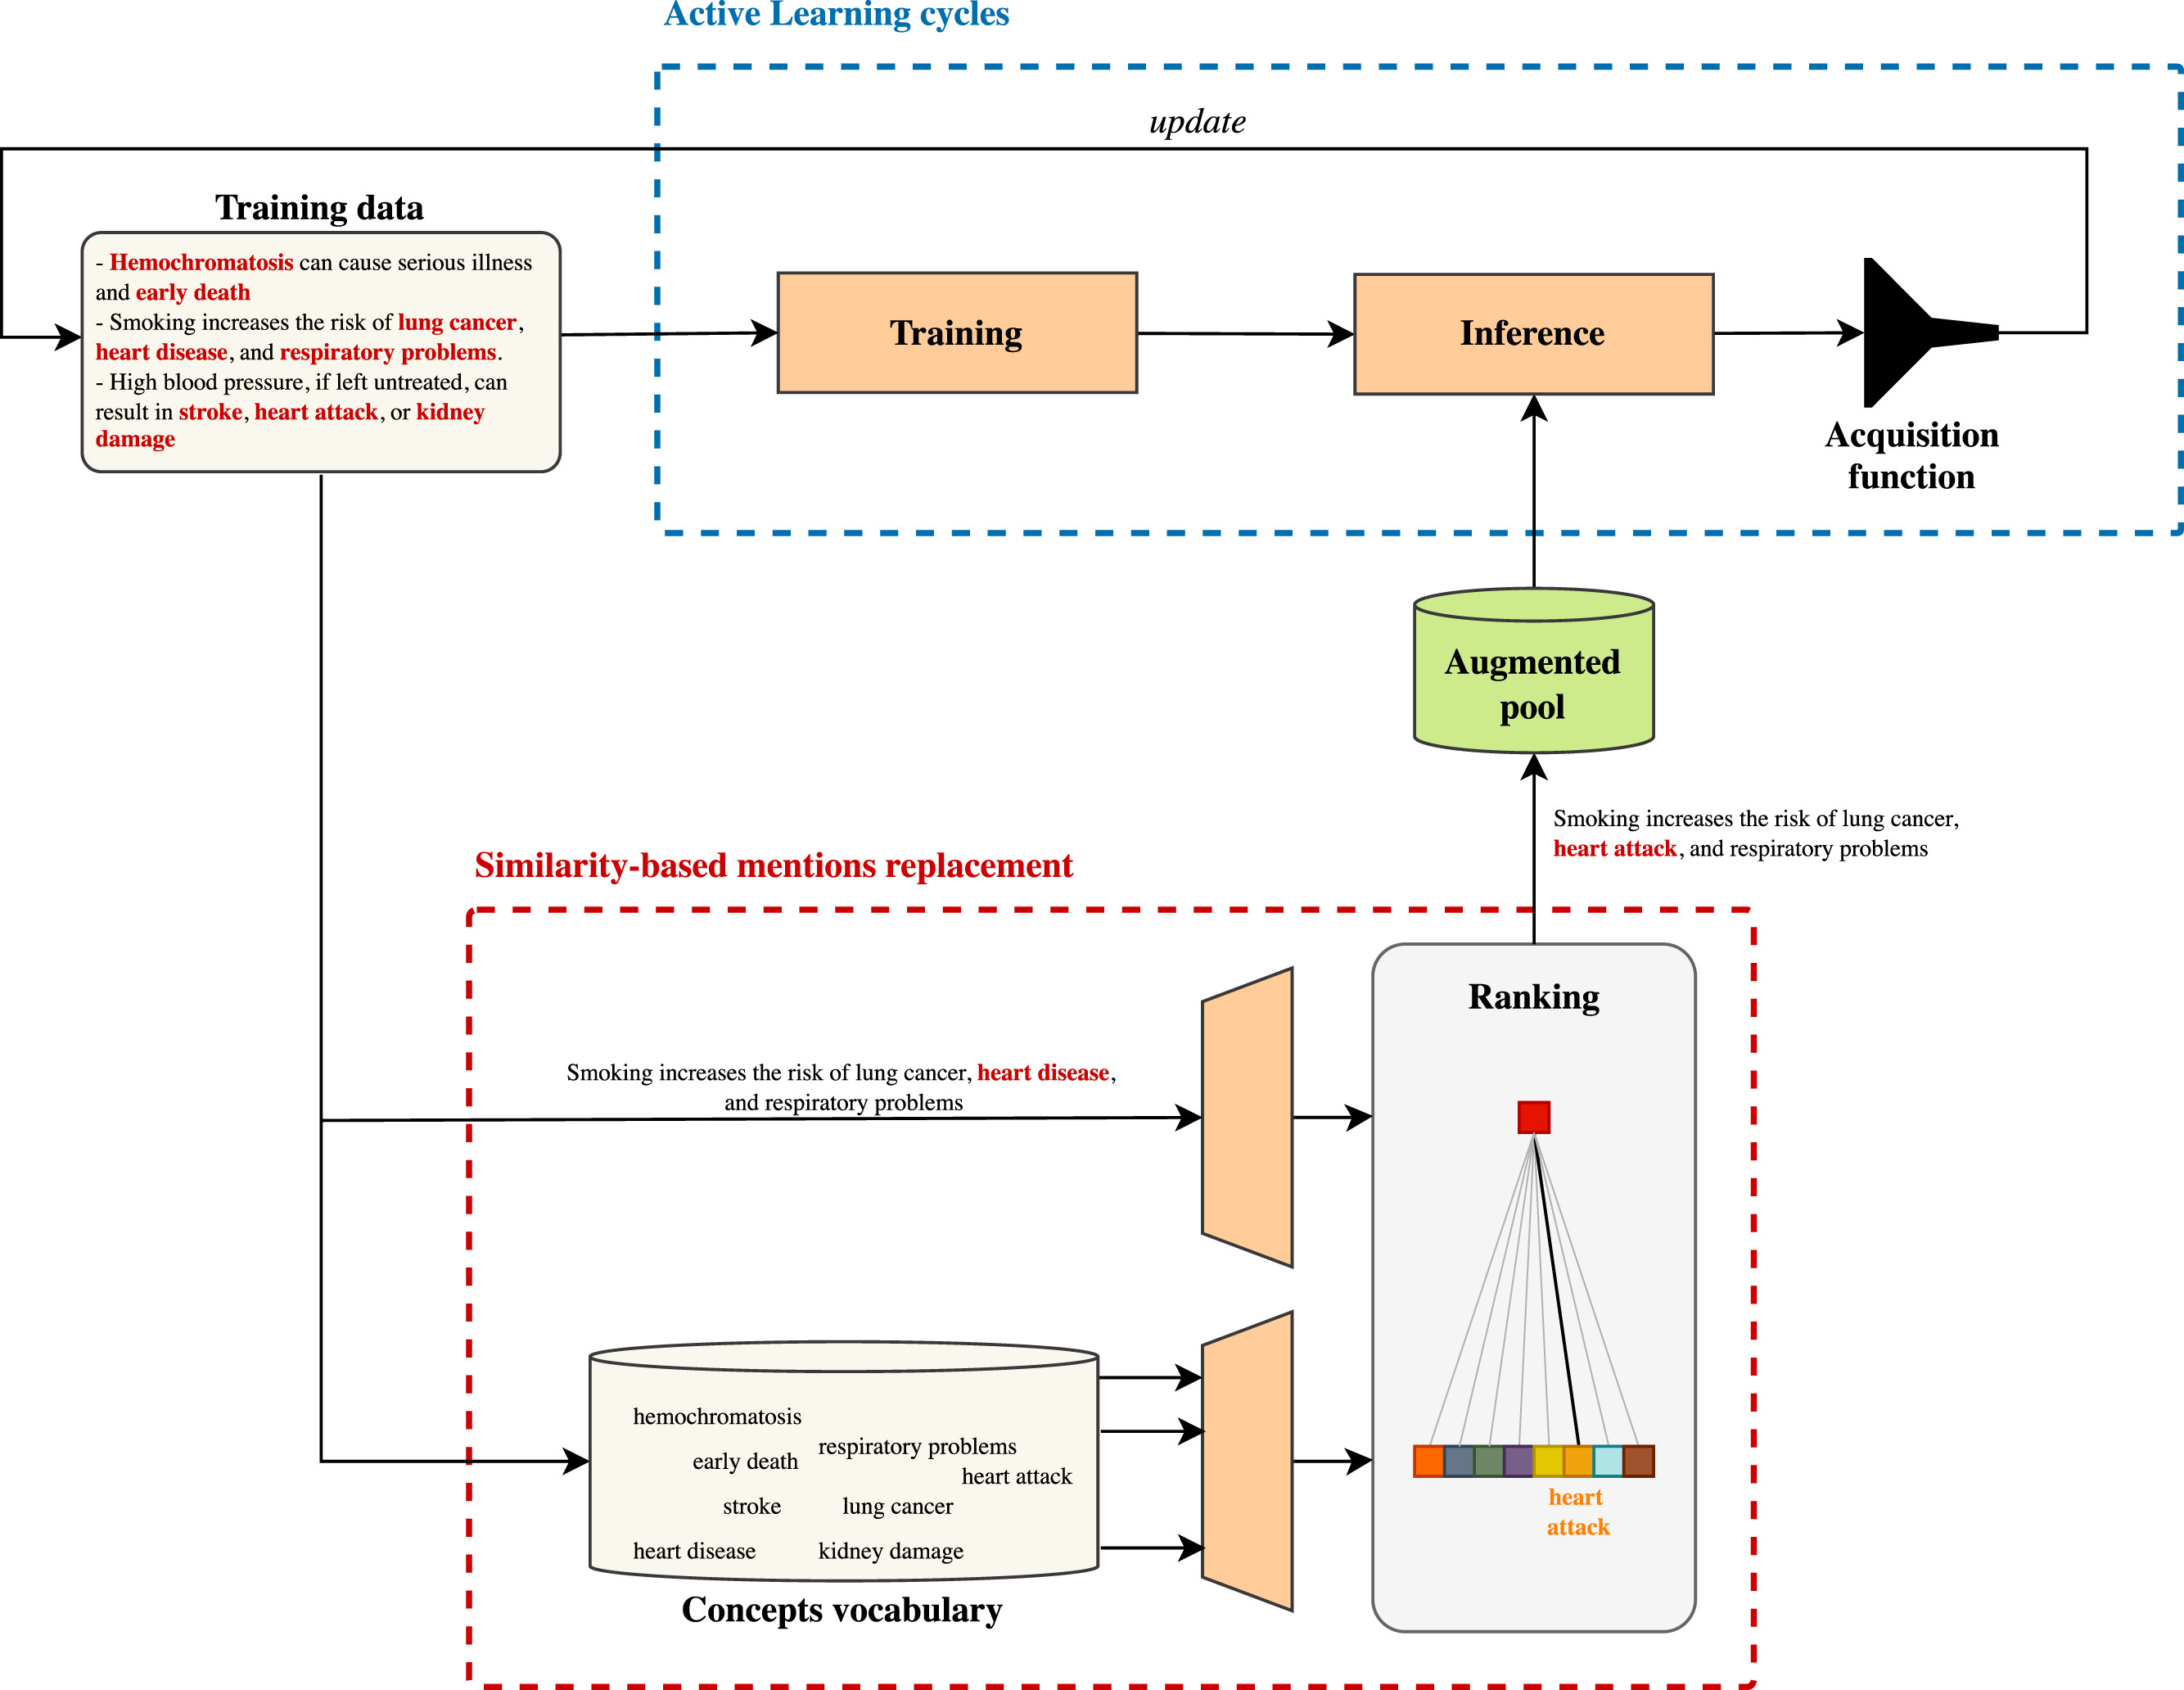 Active Learning cycles
update
Training data
- Hemochromatosis can cause serious illness
and early death
- Smoking increases the risk of lung cancer,
heart disease, and respiratory problems.
- High blood pressure, if left untreated, can
result in stroke, heart attack, or kidney
damage
Training
Inference
Acquisition
function
Augmented
pool
Smoking increases the risk of lung cancer,
heart attack, and respiratory problems
Similarity-based mentions replacement
Ranking
Smoking increases the risk of lung cancer, heart disease,
and respiratory problems
hemochromatosis
respiratory problems
early death
heart attack
stroke
lung cancer
heart disease
kidney damage
heart
attack
Concepts vocabulary